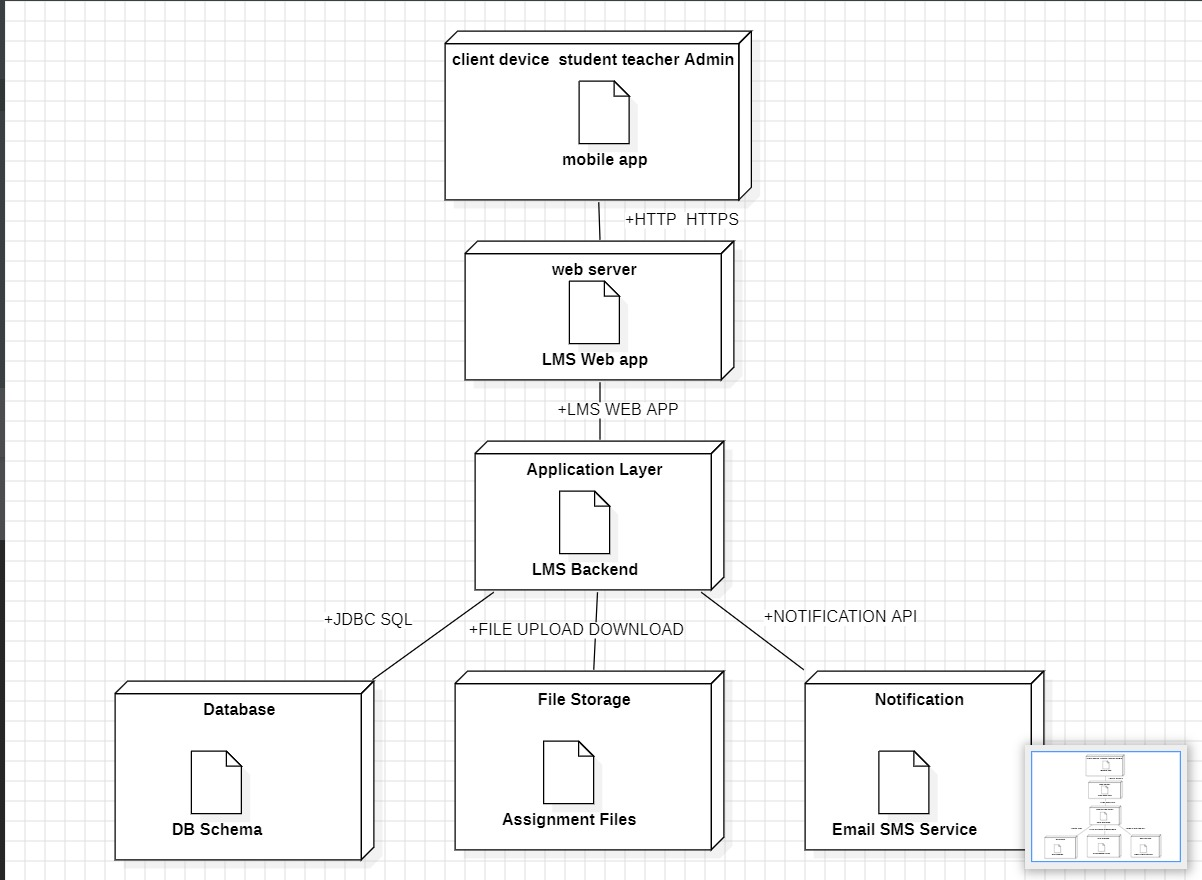 client device  student teacher Admin
mobile app
+HTTP  HTTPS
web server
LMS Web app
+LMS WEB APP
Application Layer
LMS Backend
+JDBC SQL
+FILE UPLOAD DOWNLOAD
+NOTIFICATION API
Database
DB Schema
File Storage
Assignment Files
Notification
Email SMS Service